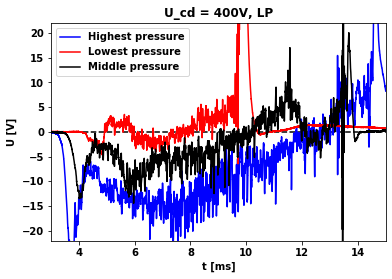 U_cd = 400V, LP
Highest pressure
Lowest pressure
Middle pressure
U [V]
20
15
10
5
0
−5
−10
−15
−20
4 6 8 10 12 14
t [ms]